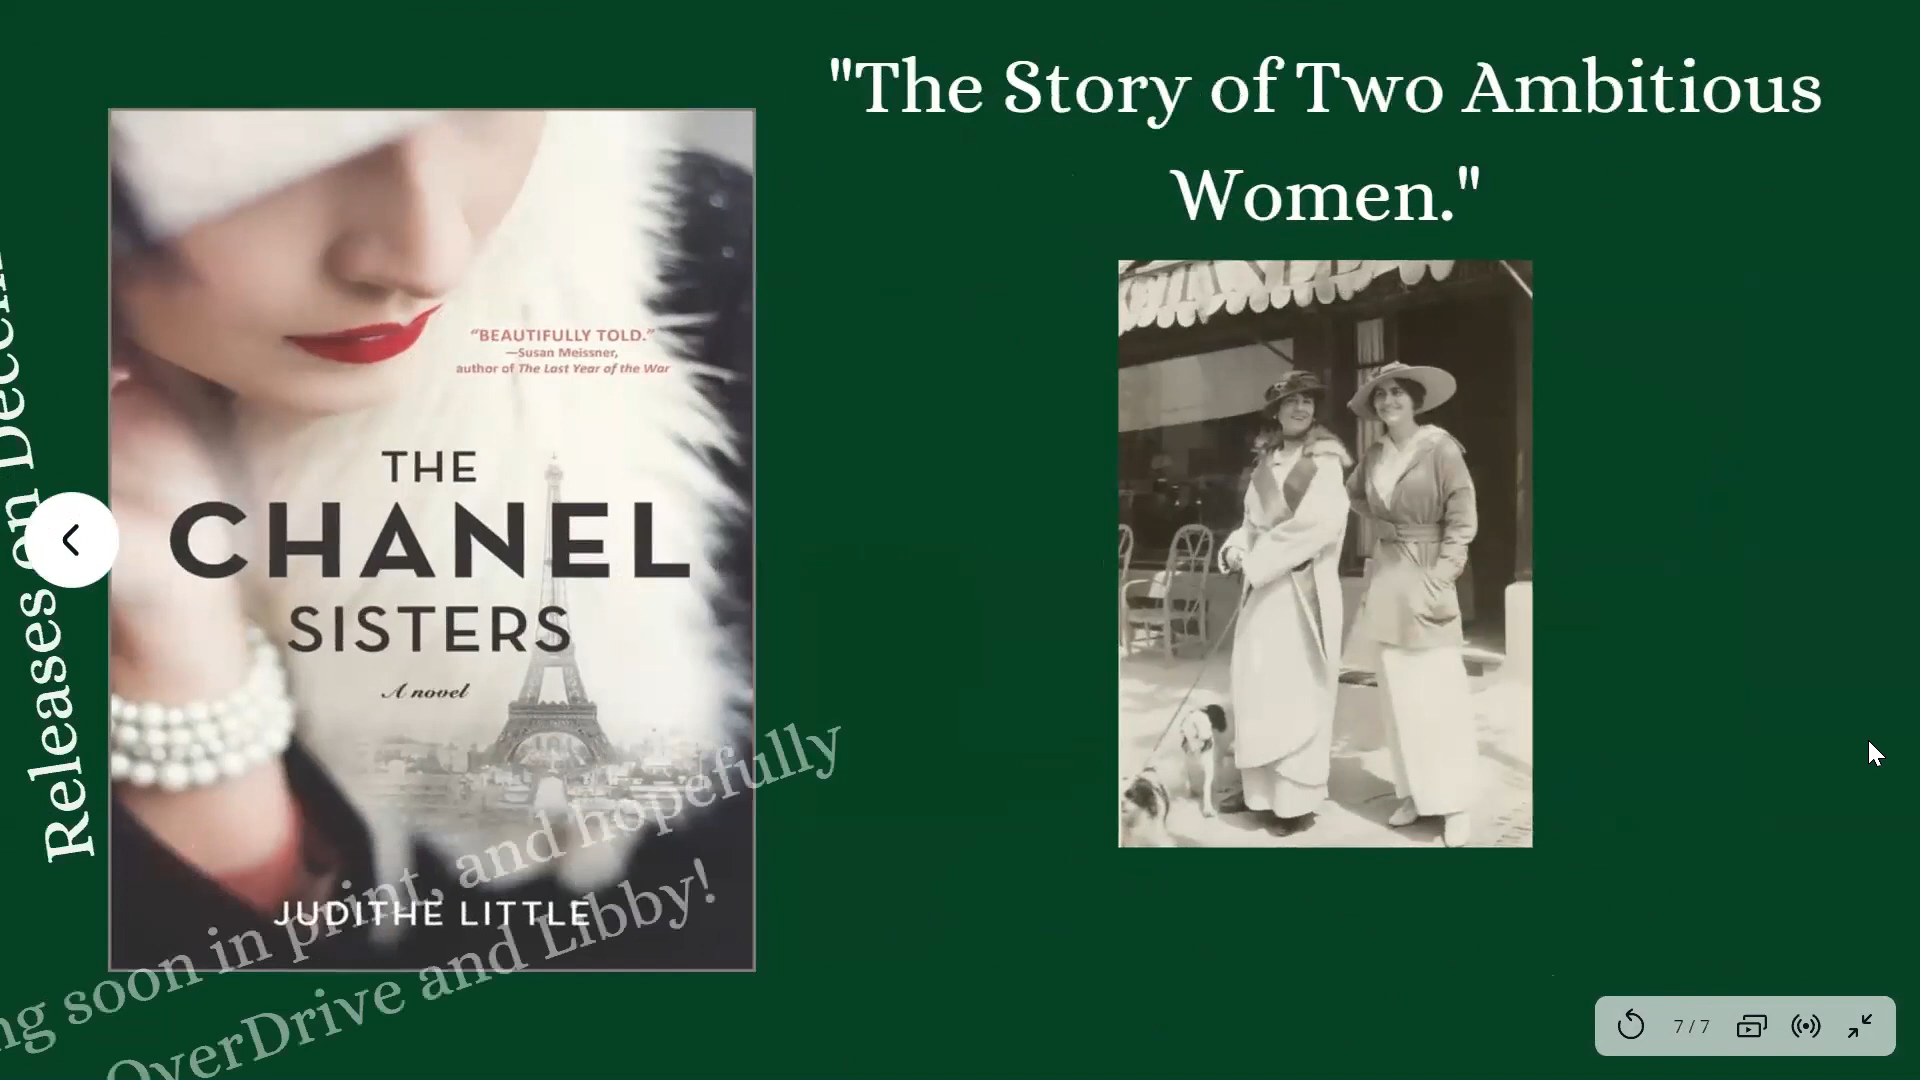 "The Story of Two Ambitious
Women."
Releases on
"BEAUTIFULLY TOLD."
—Susan Meissner,
author of The Last Year of the War
THE
CHANEL
SISTERS
A novel
JUDITHE LITTLE
soon in print, and hopefully
OverDrive and Libby!
7 / 7